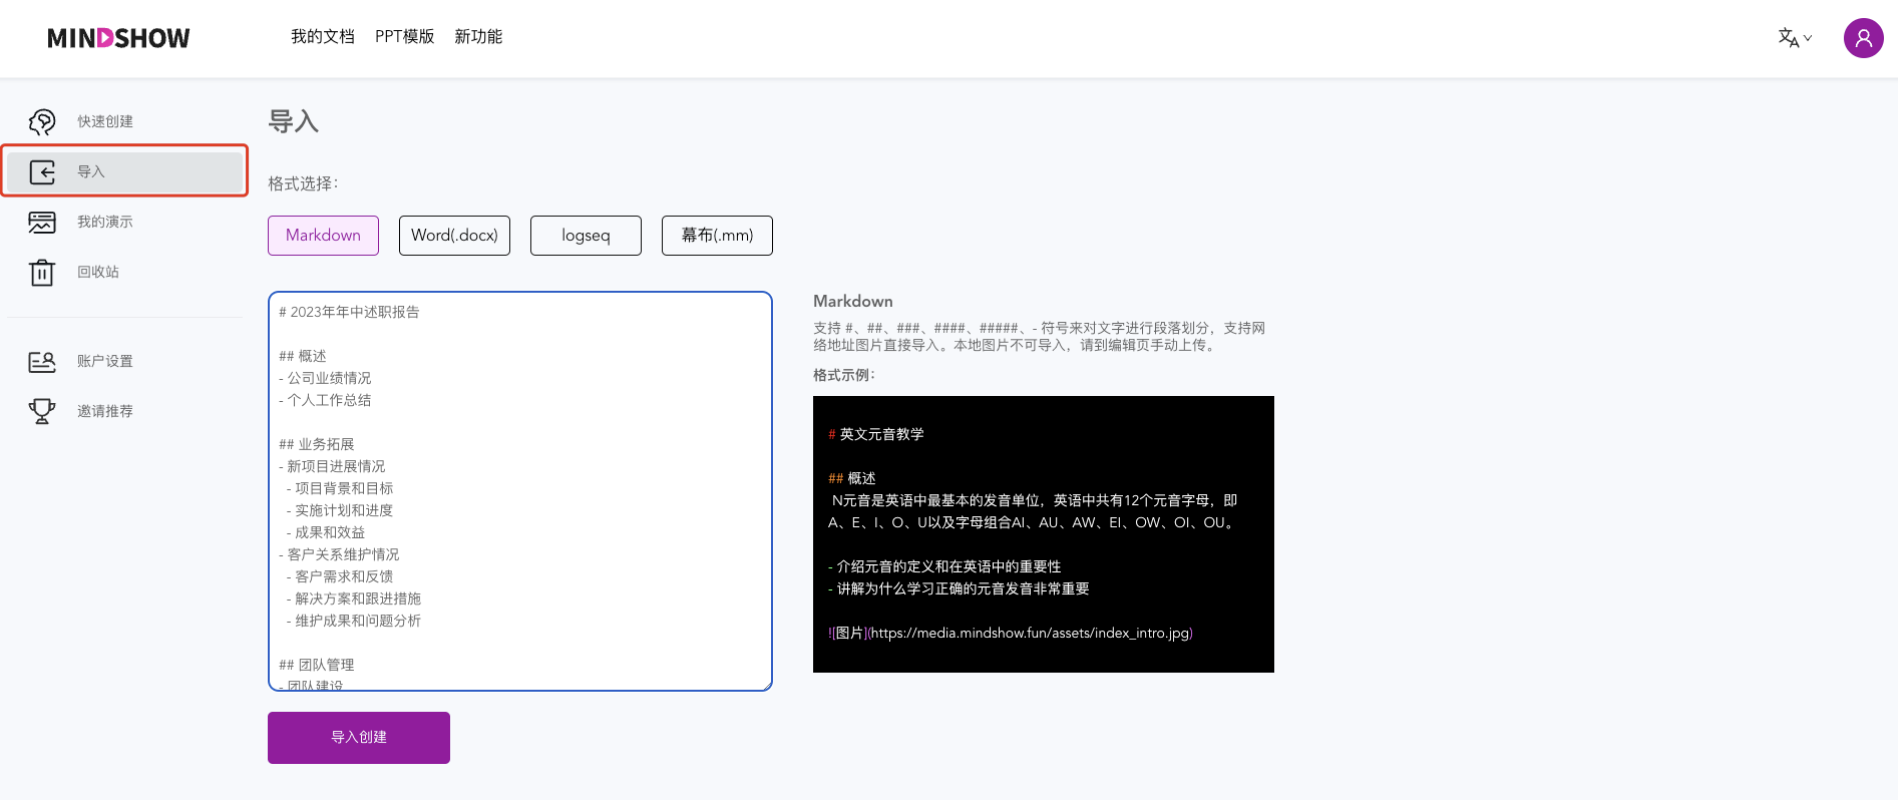 MINDSHOW
我的文档 PPT模版 新功能
快速创建
导入
我的演示
回收站
账户设置
邀请推荐
导入
格式选择：
Markdown Word(.docx) logseq 幕布(.mm)
# 2023年年中述职报告
## 概述
- 公司业绩情况
- 个人工作总结
## 业务拓展
- 新项目进展情况
- 项目背景和目标
- 实施计划和进度
- 成果和效益
- 客户关系维护情况
- 客户需求和反馈
- 解决方案和跟进措施
- 维护成果和问题分析
## 团队管理
- 团队建设
导入创建
Markdown
支持 #、##、###、####、#####、- 符号来对文字进行段落划分，支持网
络地址图片直接导入。本地图片不可导入，请到编辑页手动上传。
格式示例：
# 英文元音教学
## 概述
N元音是英语中最基本的发音单位，英语中共有12个元音字母，即
A、E、I、O、U以及字母组合AI、AU、AW、EI、OW、OI、OU。
- 介绍元音的定义和在英语中的重要性
- 讲解为什么学习正确的元音发音非常重要
![图片](https://media.mindshow.fun/assets/index_intro.jpg)